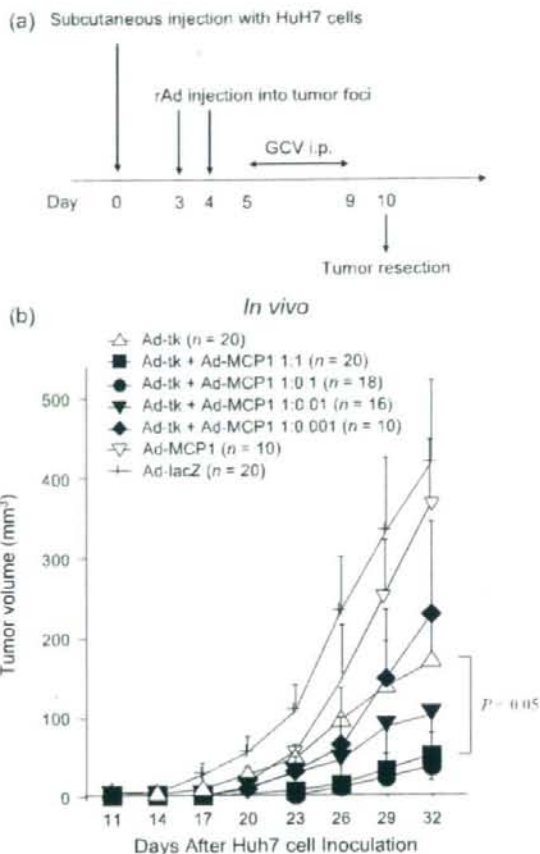 (a) Subcutaneous injection with HuH7 cells
rAd injection into tumor foci
GCV i.p.
Day 0 3 4 5 9 10
Tumor resection
(b) In vivo
Ad-tk (n = 20)
Ad-tk + Ad-MCP1 1:1 (n = 20)
Ad-tk + Ad-MCP1 1:0.1 (n = 18)
Ad-tk + Ad-MCP1 1:0.01 (n = 16)
Ad-tk + Ad-MCP1 1:0.001 (n = 10)
Ad-MCP1 (n = 10)
Ad-lacZ (n = 20)
Tumor volume (mm³)
500
400
300
200
100
0
P 0.05
11 14 17 20 23 26 29 32
Days After Huh7 cell Inoculation